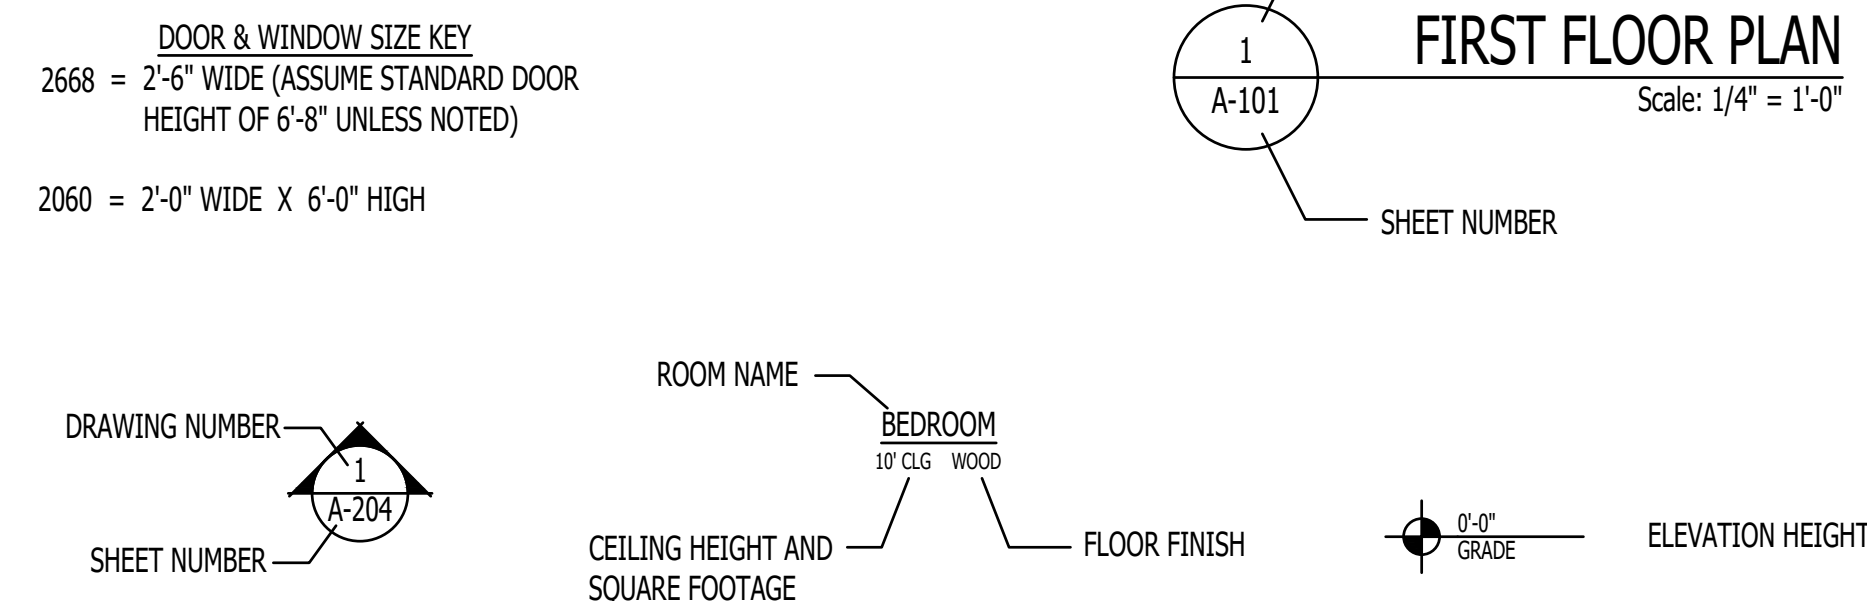 DOOR & WINDOW SIZE KEY
2668 = 2'-6" WIDE (ASSUME STANDARD DOOR
HEIGHT OF 6'-8" UNLESS NOTED)
2060 = 2'-0" WIDE X 6'-0" HIGH
1
A-101
FIRST FLOOR PLAN
Scale: 1/4" = 1'-0"
SHEET NUMBER
DRAWING NUMBER
1
A-204
SHEET NUMBER
ROOM NAME
BEDROOM
10' CLG WOOD
CEILING HEIGHT AND
SQUARE FOOTAGE
FLOOR FINISH
0'-0"
GRADE
ELEVATION HEIGHT